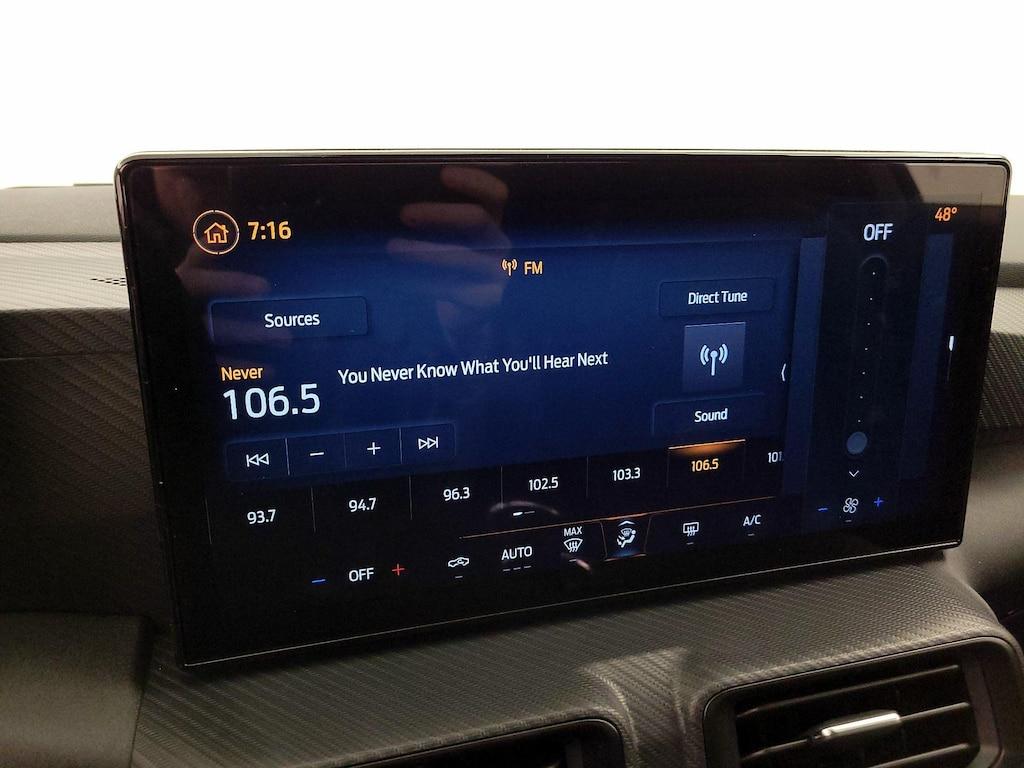 7:16
48°
FM
OFF
Sources
Direct Tune
Never
106.5
You Never Know What You'll Hear Next
Sound
93.7
94.7
96.3
102.5
103.3
106.5
101.
OFF
AUTO
MAX
A/C